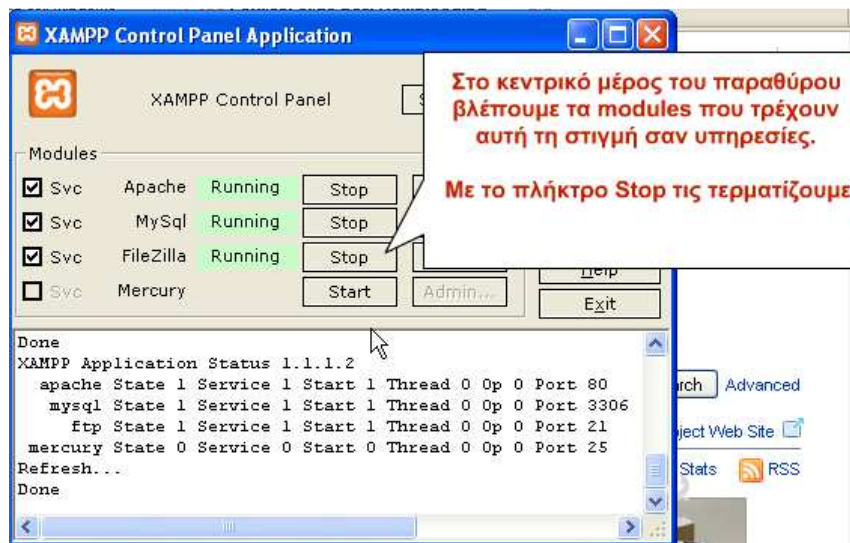 XAMPP Control Panel Application
XAMPP Control Panel
Στο κεντρικό μέρος του παραθύρου
βλέπουμε τα modules που τρέχουν
αυτή τη στιγμή σαν υπηρεσίες.
Με το πλήκτρο Stop τις τερματίζουμε
Modules
Svc Apache Running Stop
Svc MySql Running Stop
Svc FileZilla Running Stop
Help
Svc Mercury Start Admin...
Exit
Done
XAMPP Application Status 1.1.1.2
apache State 1 Service 1 Start 1 Thread 0 Op 0 Port 80
mysql State 1 Service 1 Start 1 Thread 0 Op 0 Port 3306
ftp State 1 Service 1 Start 1 Thread 0 Op 0 Port 21
mercury State 0 Service 0 Start 0 Thread 0 Op 0 Port 25
Refresh...
Done
Advanced
Web Site
Stats RSS